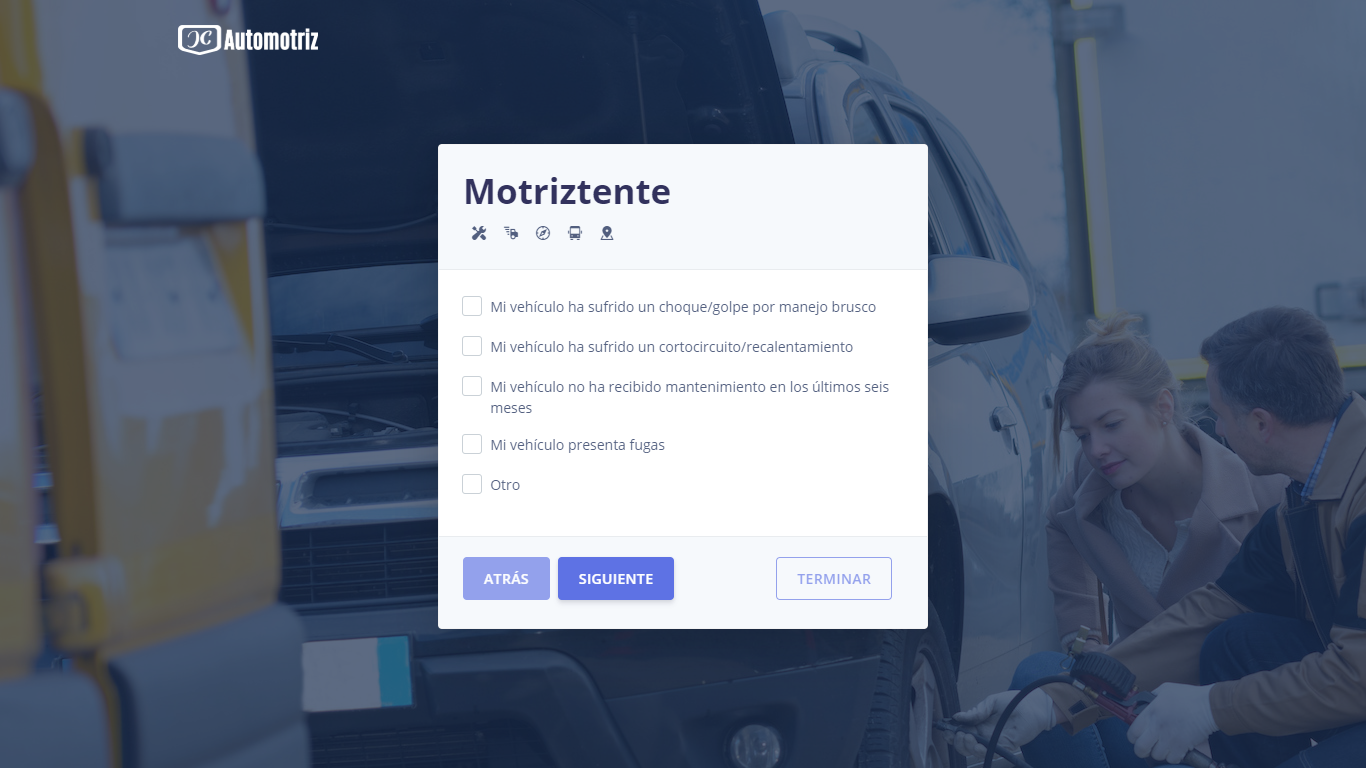 JC Automotriz
Motriztente
Mi vehículo ha sufrido un choque/golpe por manejo brusco
Mi vehículo ha sufrido un cortocircuito/recalentamiento
Mi vehículo no ha recibido mantenimiento en los últimos seis
meses
Mi vehículo presenta fugas
Otro
ATRÁS SIGUIENTE TERMINAR